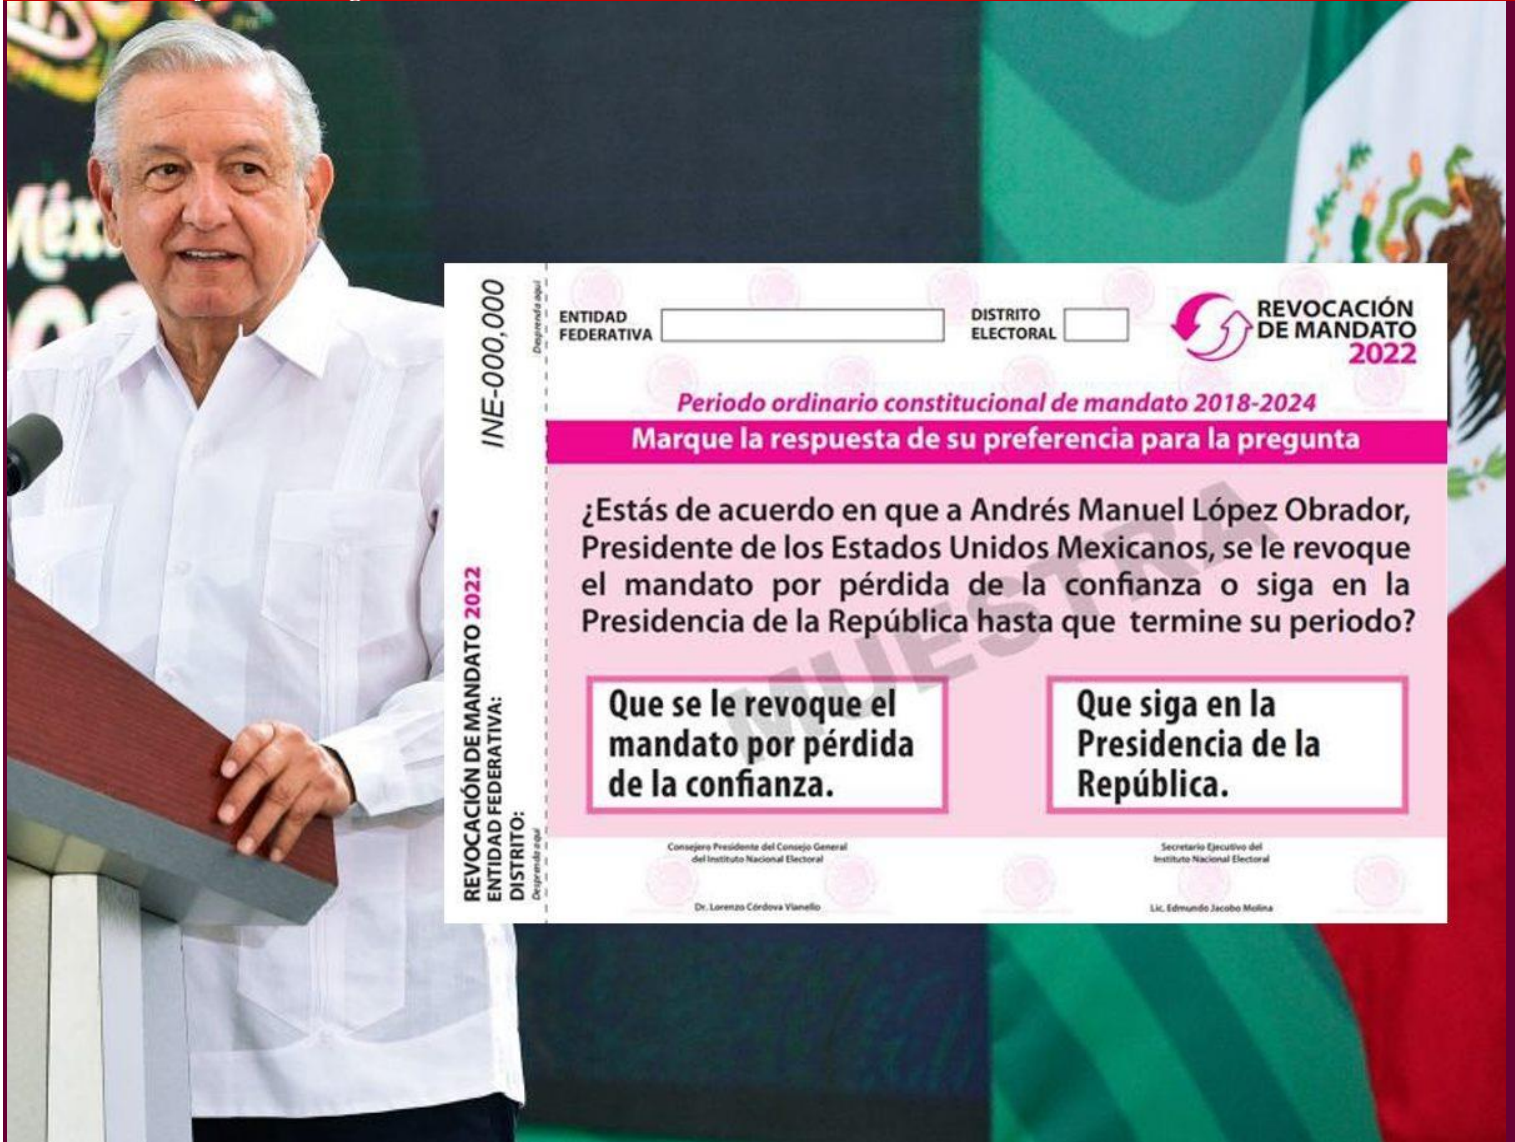 Méx
INE-000,000
Desprenda aquí
REVOCACIÓN DE MANDATO 2022
ENTIDAD FEDERATIVA:
DISTRITO:
Desprenda aquí
ENTIDAD
FEDERATIVA
DISTRITO
ELECTORAL
REVOCACIÓN
DE MANDATO
2022
Periodo ordinario constitucional de mandato 2018-2024
Marque la respuesta de su preferencia para la pregunta
¿Estás de acuerdo en que a Andrés Manuel López Obrador,
Presidente de los Estados Unidos Mexicanos, se le revoque
el mandato por pérdida de la confianza o siga en la
Presidencia de la República hasta que termine su periodo?
MUESTRA
Que se le revoque el
mandato por pérdida
de la confianza.
Que siga en la
Presidencia de la
República.
Consejero Presidente del Consejo General
del Instituto Nacional Electoral
Dr. Lorenzo Córdova Vianello
Secretario Ejecutivo del
Instituto Nacional Electoral
Lic. Edmundo Jacobo Molina